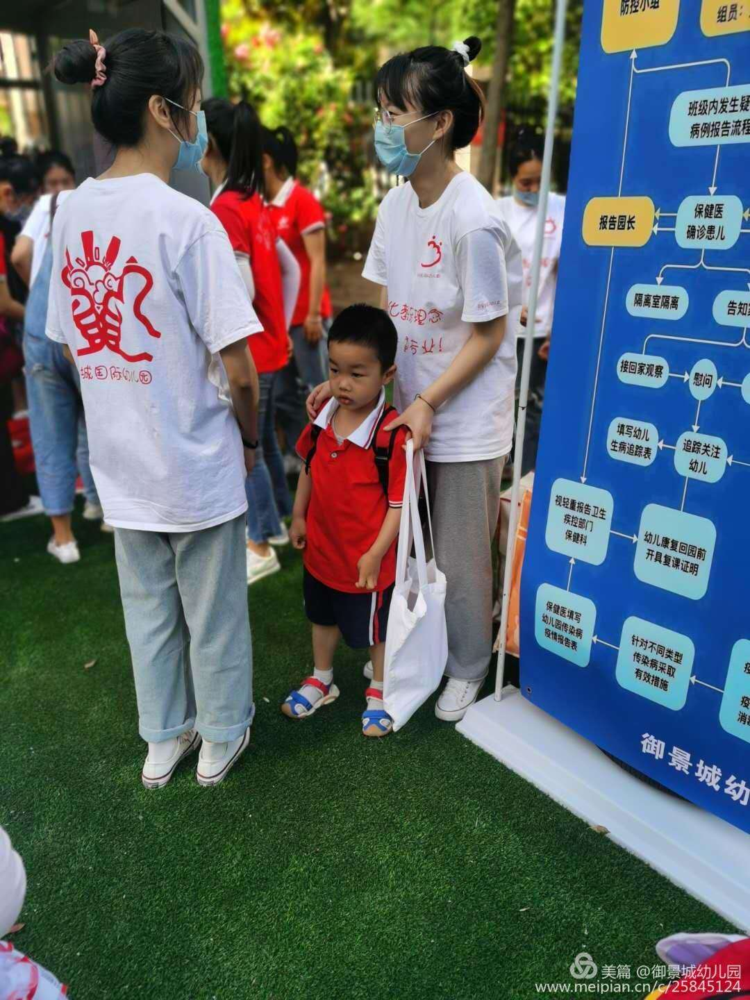 防控小组
组员：
班级内发生疑
病例报告流程
报告园长
保健医
确诊患儿
隔离室隔离
告知
接回家观察
慰问
填写幼儿
生病追踪表
追踪关注
幼儿
视轻重报告卫生
疾控部门
保健科
幼儿康复回园前
开具复课证明
保健医填写
幼儿园传染病
疫情报告表
针对不同类型
传染病采取
有效措施
疫
疫
消
御景城幼
城国际幼儿园
化教育理念
美篇 @御景城幼儿园
www.meipian.cn/c/25845124